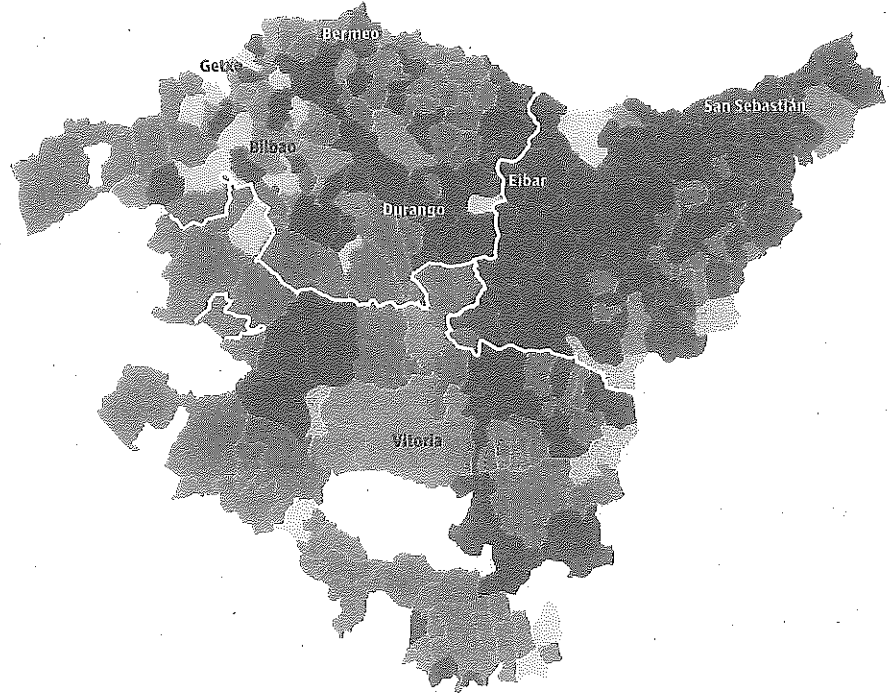 Bermeo
Getxo
San Sebastián
Bilbao
Eibar
Durango
Vitoria